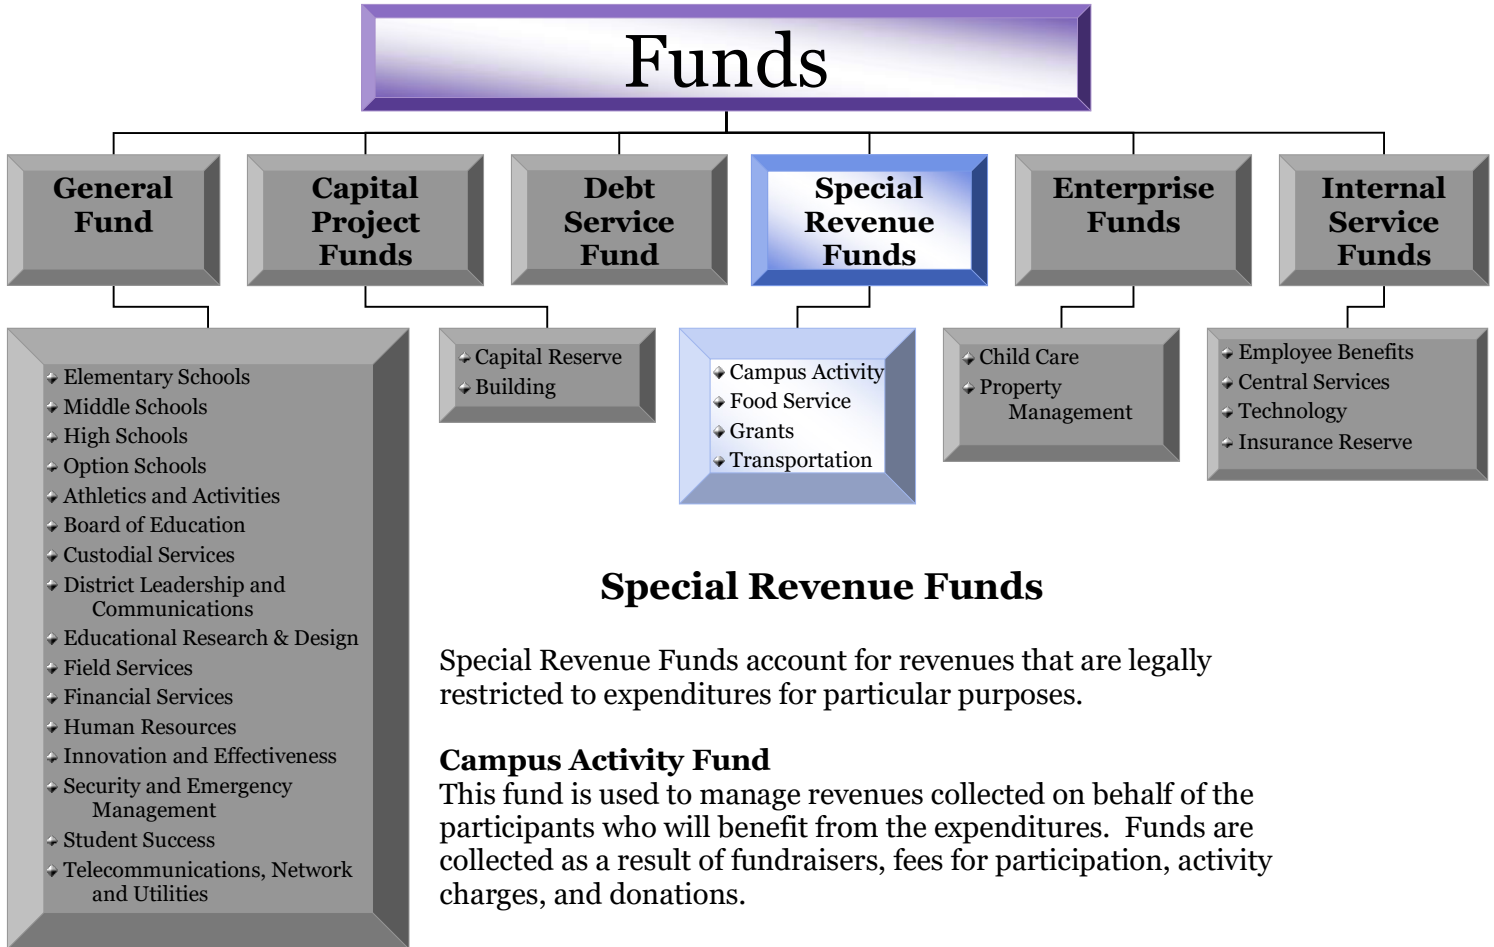 Funds
General
Fund
Capital
Project
Funds
Debt
Service
Fund
Special
Revenue
Funds
Enterprise
Funds
Internal
Service
Funds
Elementary Schools
Middle Schools
High Schools
Option Schools
Athletics and Activities
Board of Education
Custodial Services
District Leadership and
Communications
Educational Research & Design
Field Services
Financial Services
Human Resources
Innovation and Effectiveness
Security and Emergency
Management
Student Success
Telecommunications, Network
and Utilities
Capital Reserve
Building
Campus Activity
Food Service
Grants
Transportation
Child Care
Property
Management
Employee Benefits
Central Services
Technology
Insurance Reserve
Special Revenue Funds
Special Revenue Funds account for revenues that are legally
restricted to expenditures for particular purposes.
Campus Activity Fund
This fund is used to manage revenues collected on behalf of the
participants who will benefit from the expenditures.  Funds are
collected as a result of fundraisers, fees for participation, activity
charges, and donations.